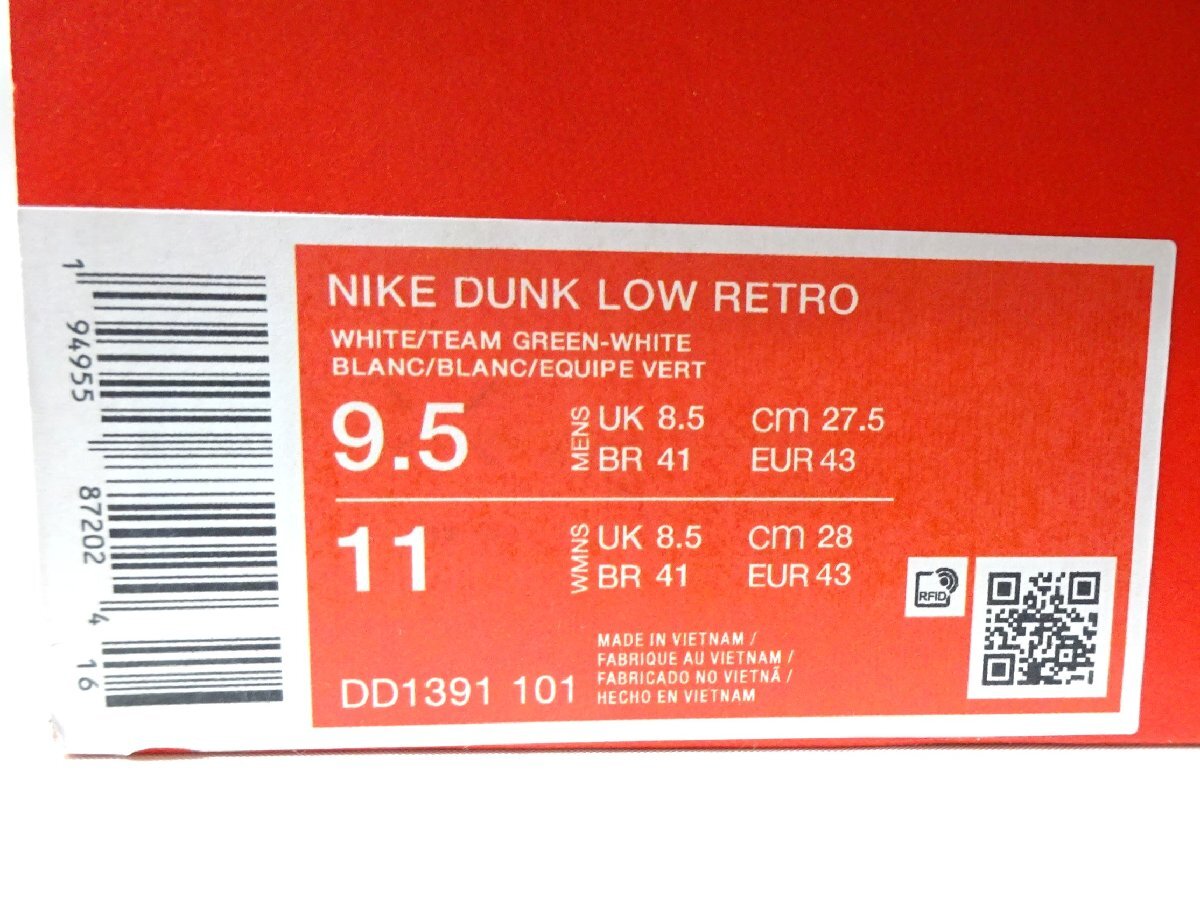 NIKE DUNK LOW RETRO
WHITE/TEAM GREEN-WHITE
BLANC/BLANC/EQUIPE VERT
9.5 MENS UK 8.5 cm 27.5
BR 41 EUR 43
11 WMNS UK 8.5 cm 28
BR 41 EUR 43
RFID
DD1391 101
MADE IN VIETNAM /
FABRIQUE AU VIETNAM /
FABRICADO NO VIETNÃ /
HECHO EN VIETNAM
1 94955 87202 4 16